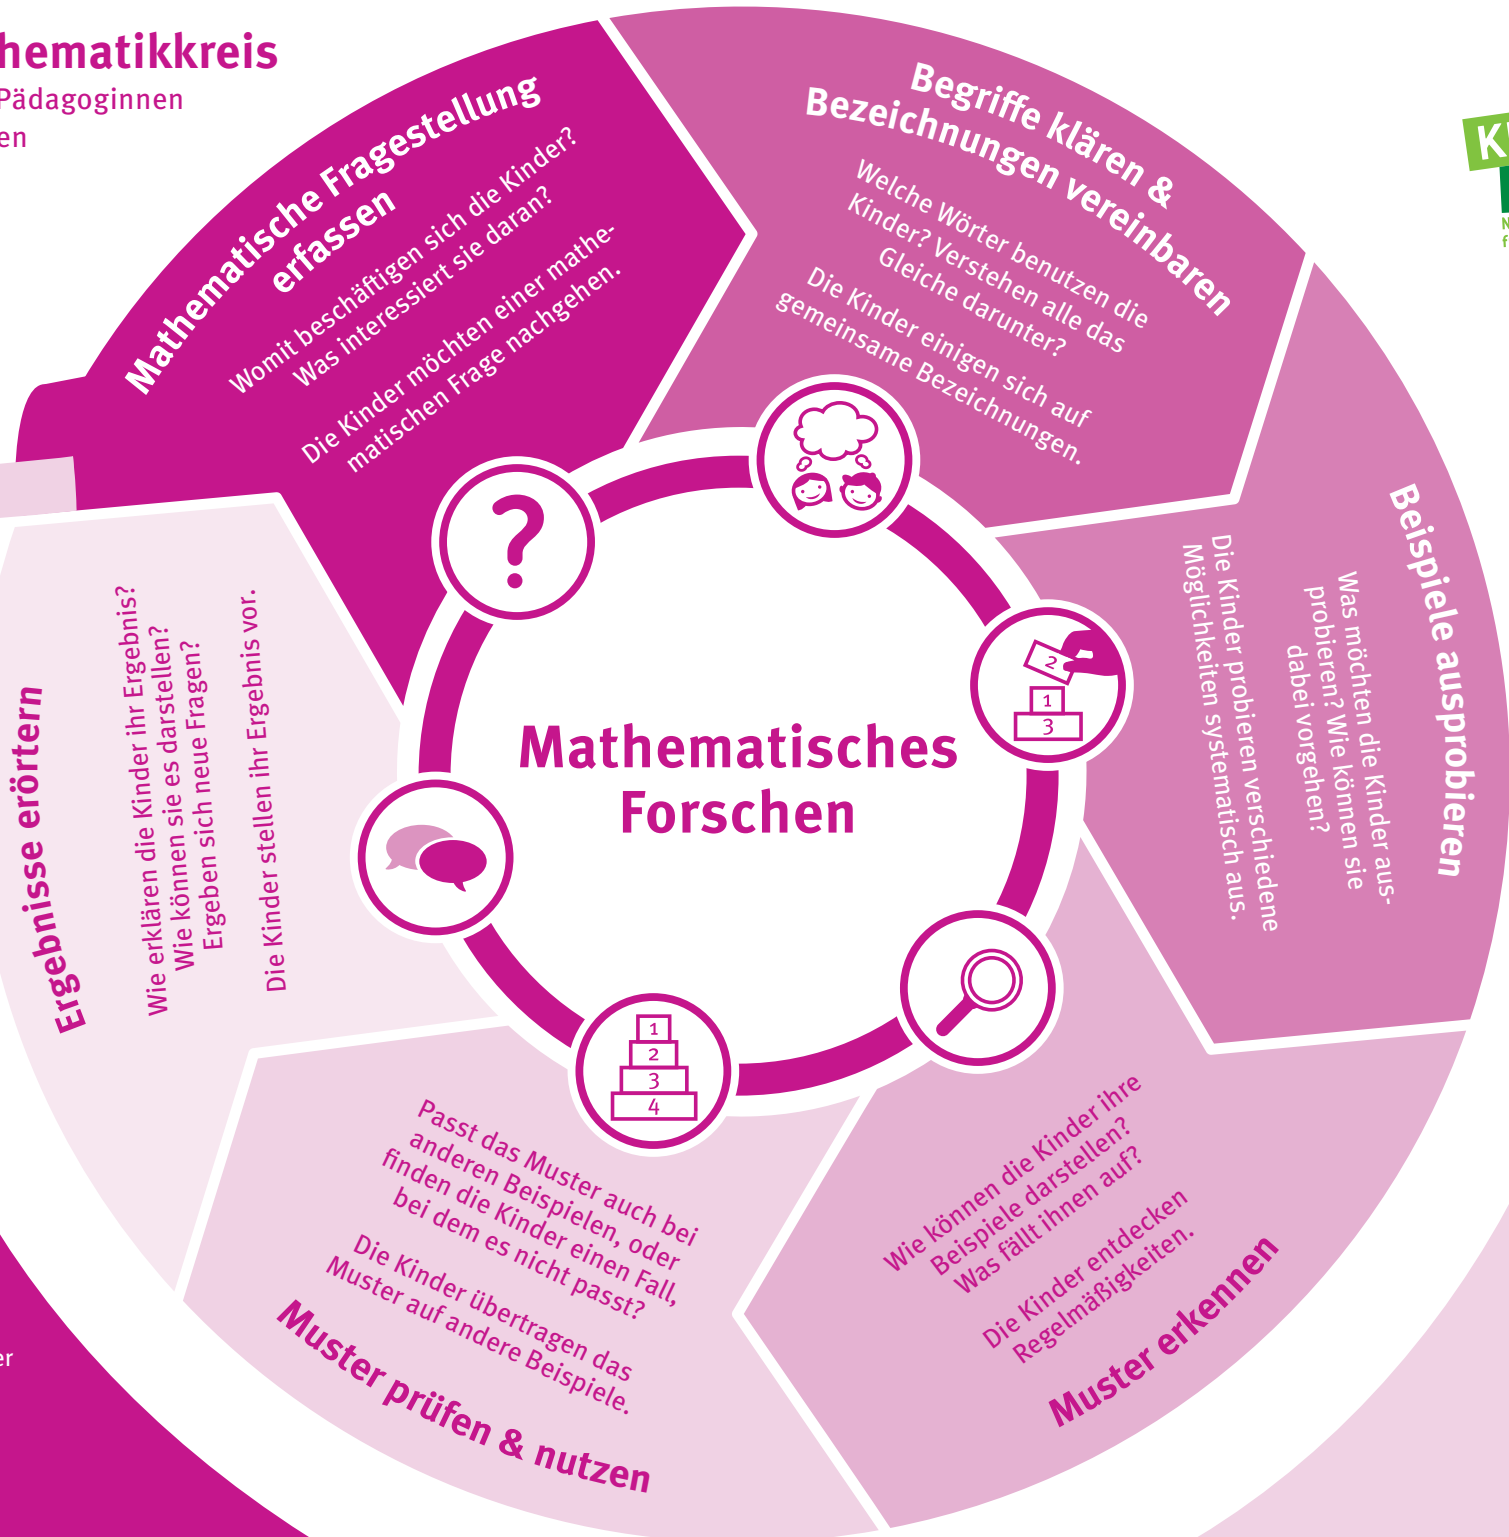 hematikkreis
Pädagoginnen
en
Mathematische Fragestellung
erfassen
Womit beschäftigen sich die Kinder?
Was interessiert sie daran?
Die Kinder möchten einer mathe-
matischen Frage nachgehen.
Begriffe klären &
Bezeichnungen vereinbaren
Welche Wörter benutzen die
Kinder? Verstehen alle das
Gleiche darunter?
Die Kinder einigen sich auf
gemeinsame Bezeichnungen.
Beispiele ausprobieren
Was möchten die Kinder aus-
probieren? Wie können sie
dabei vorgehen?
Die Kinder probieren verschiedene
Möglichkeiten systematisch aus.
2
1
3
Wie können die Kinder ihre
Beispiele darstellen?
Was fällt ihnen auf?
Die Kinder entdecken
Regelmäßigkeiten.
Muster erkennen
1
2
3
4
Passt das Muster auch bei
anderen Beispielen, oder
finden die Kinder einen Fall,
bei dem es nicht passt?
Die Kinder übertragen das
Muster auf andere Beispiele.
Muster prüfen & nutzen
Ergebnisse erörtern
Wie erklären die Kinder ihr Ergebnis?
Wie können sie es darstellen?
Ergeben sich neue Fragen?
Die Kinder stellen ihr Ergebnis vor.
?
Mathematisches
Forschen
K
N
f
er